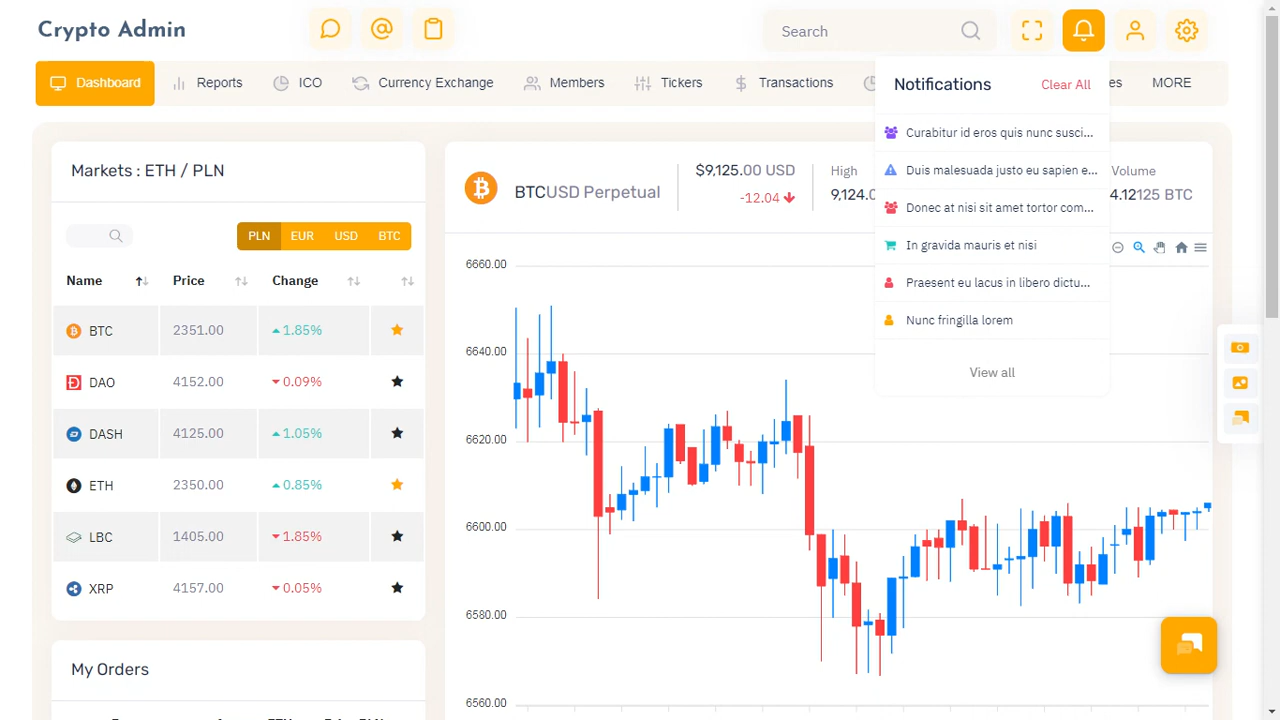 Crypto Admin
Search
Dashboard
Reports
ICO
Currency Exchange
Members
Tickers
Transactions
MORE
Notifications
Clear All
Curabitur id eros quis nunc susci...
Duis malesuada justo eu sapien e...
Donec at nisi sit amet tortor com...
In gravida mauris et nisi
Praesent eu lacus in libero dictu...
Nunc fringilla lorem
View all
Markets : ETH / PLN
PLN EUR USD BTC
Name Price Change
BTC 2351.00 1.85%
DAO 4152.00 0.09%
DASH 4125.00 1.05%
ETH 2350.00 0.85%
LBC 1405.00 1.85%
XRP 4157.00 0.05%
My Orders
BTCUSD Perpetual
$9,125.00 USD
-12.04
High
9,124.0
Volume
4.12125 BTC
6660.00
6640.00
6620.00
6600.00
6580.00
6560.00